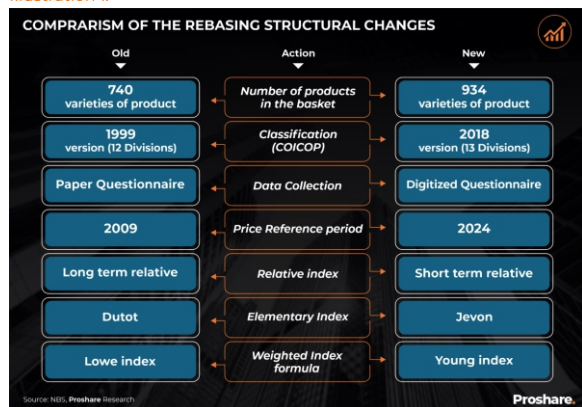 COMPRARISM OF THE REBASING STRUCTURAL CHANGES
Old
Action
New
740
varieties of product
Number of products
in the basket
934
varieties of product
1999
version (12 Divisions)
Classification
(COICOP)
2018
version (13 Divisions)
Paper Questionnaire
Data Collection
Digitized Questionnaire
2009
Price Reference period
2024
Long term relative
Relative index
Short term relative
Dutot
Elementary Index
Jevon
Lowe index
Weighted Index
formula
Young index
Source: NBS, Proshare Research
Proshare.